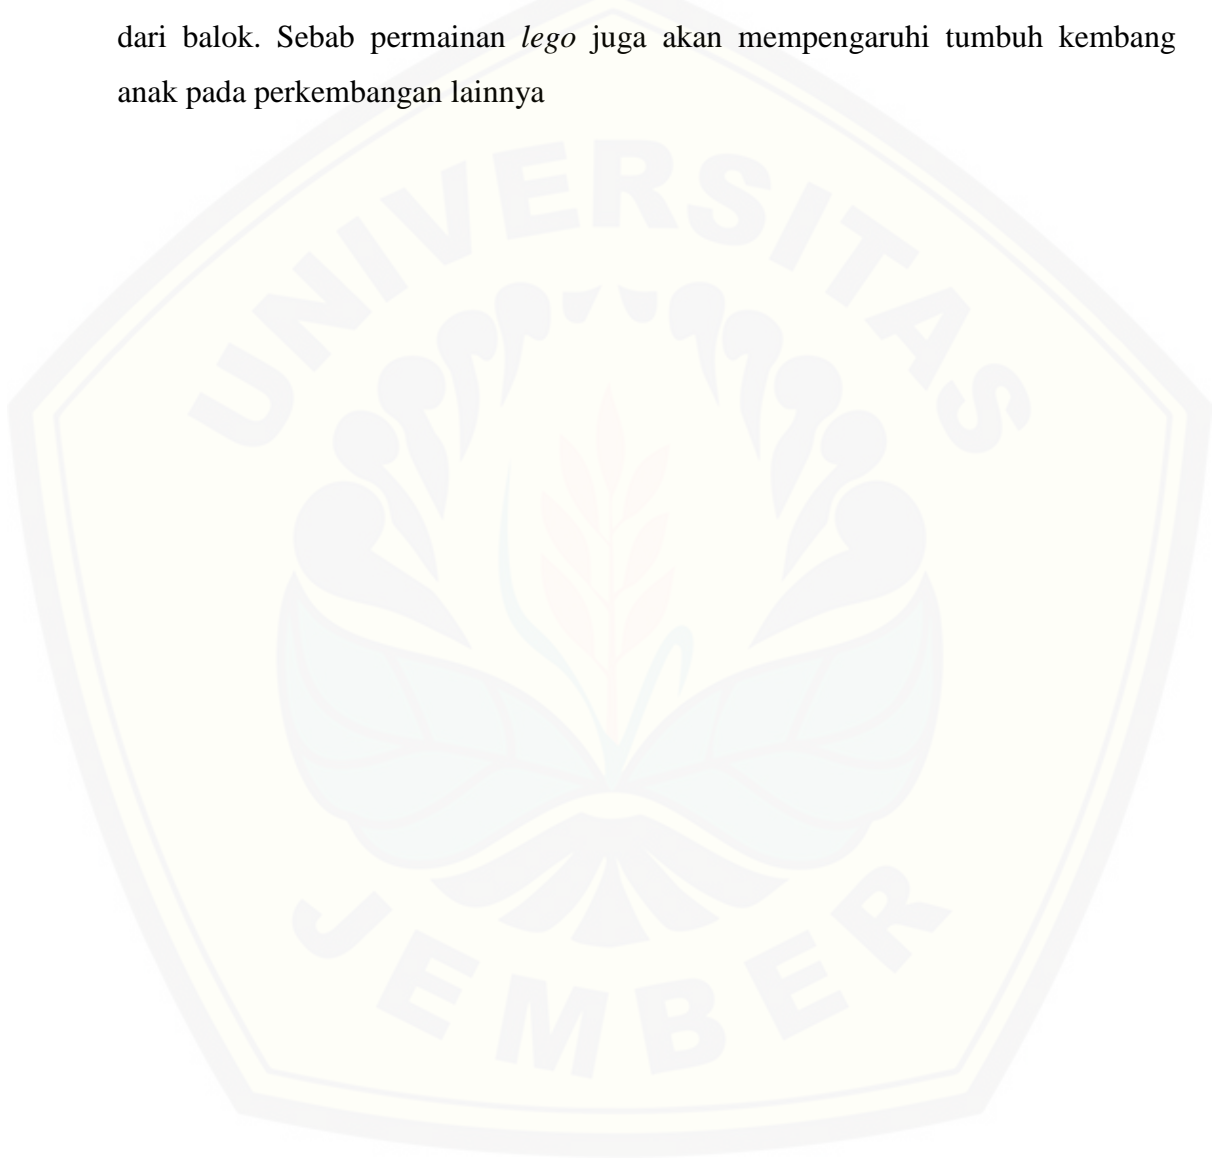 dari balok. Sebab permainan lego juga akan mempengaruhi tumbuh kembang
anak pada perkembangan lainnya
UNIVERSITAS
JEMBER